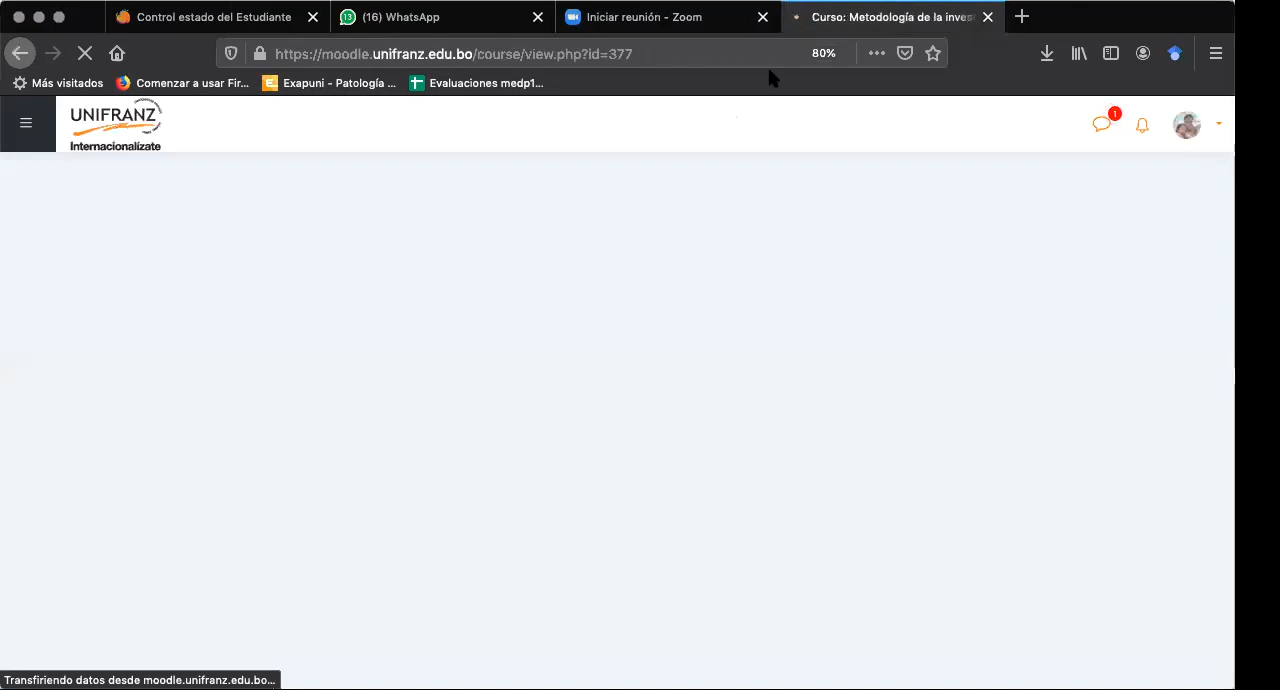 Control estado del Estudiante
13 (16) WhatsApp
Iniciar reunión - Zoom
Curso: Metodología de la inves
https://moodle.unifranz.edu.bo/course/view.php?id=377
80%
Más visitados
Comenzar a usar Fir...
Exapuni - Patología ...
Evaluaciones medp1...
UNIFRANZ
Internacionalízate
1
Transfiriendo datos desde moodle.unifranz.edu.bo...